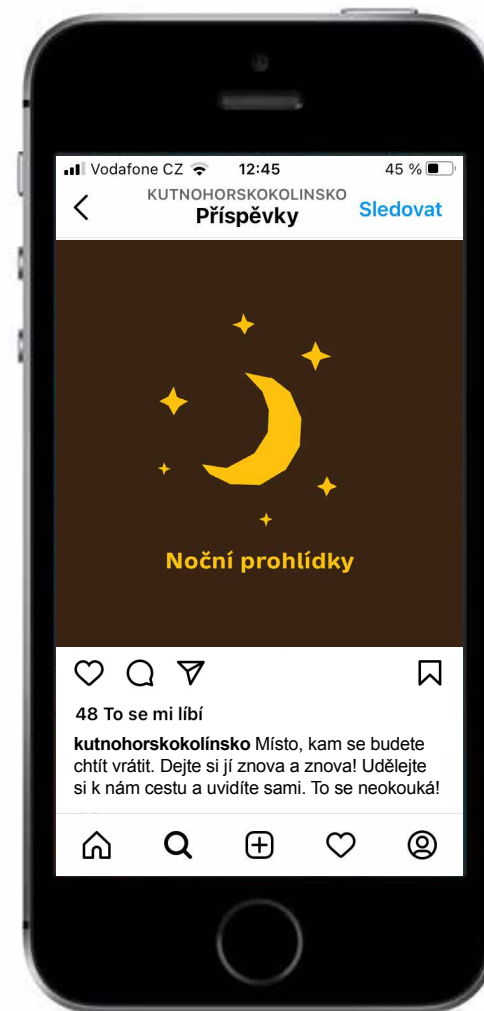 Vodafone CZ 12:45 45 %
KUTNOHORSKOKOLINSKO
Příspěvky
Sledovat
Noční prohlídky
48 To se mi líbí
kutnohorskokolínsko Místo, kam se budete
chtít vrátit. Dejte si jí znova a znova! Udělejte
si k nám cestu a uvidíte sami. To se neokouká!